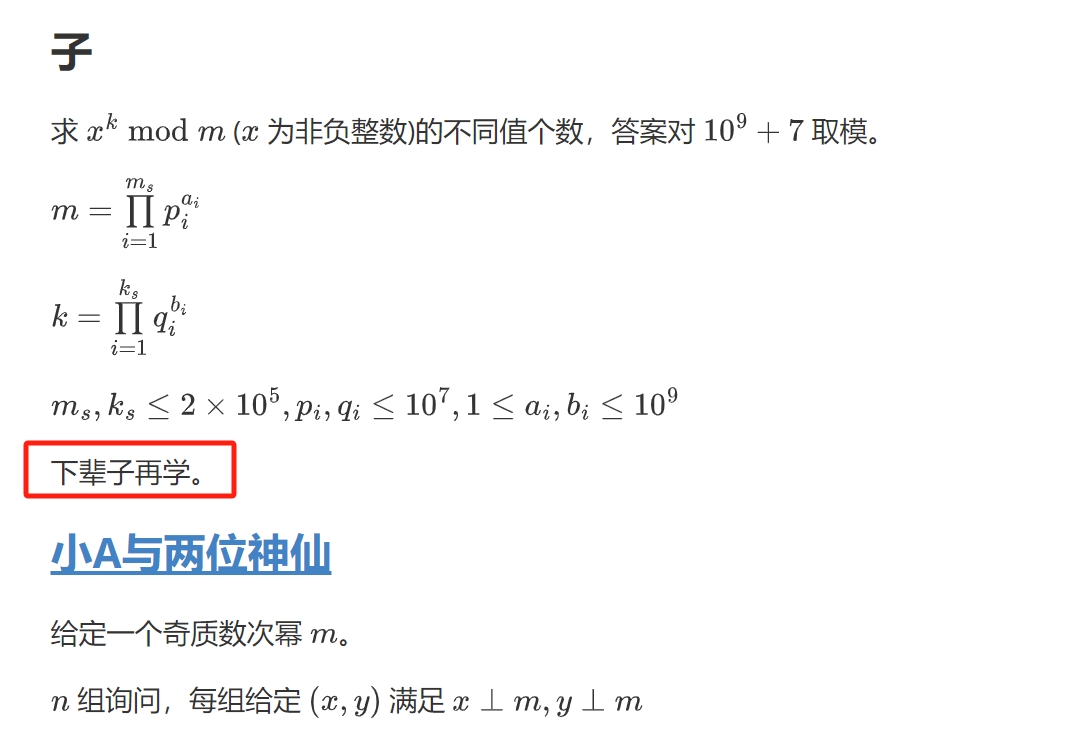 子
求 $x^k \bmod m$ ($x$ 为非负整数)的不同值个数，答案对 $10^9 + 7$ 取模。
$m = \prod_{i=1}^{m_s} p_i^{a_i}$
$k = \prod_{i=1}^{k_s} q_i^{b_i}$
$m_s, k_s \leq 2 \times 10^5, p_i, q_i \leq 10^7, 1 \leq a_i, b_i \leq 10^9$
下辈子再学。
小A与两位神仙
给定一个奇质数次幂 $m$。
$n$ 组询问，每组给定 $(x, y)$ 满足 $x \perp m, y \perp m$